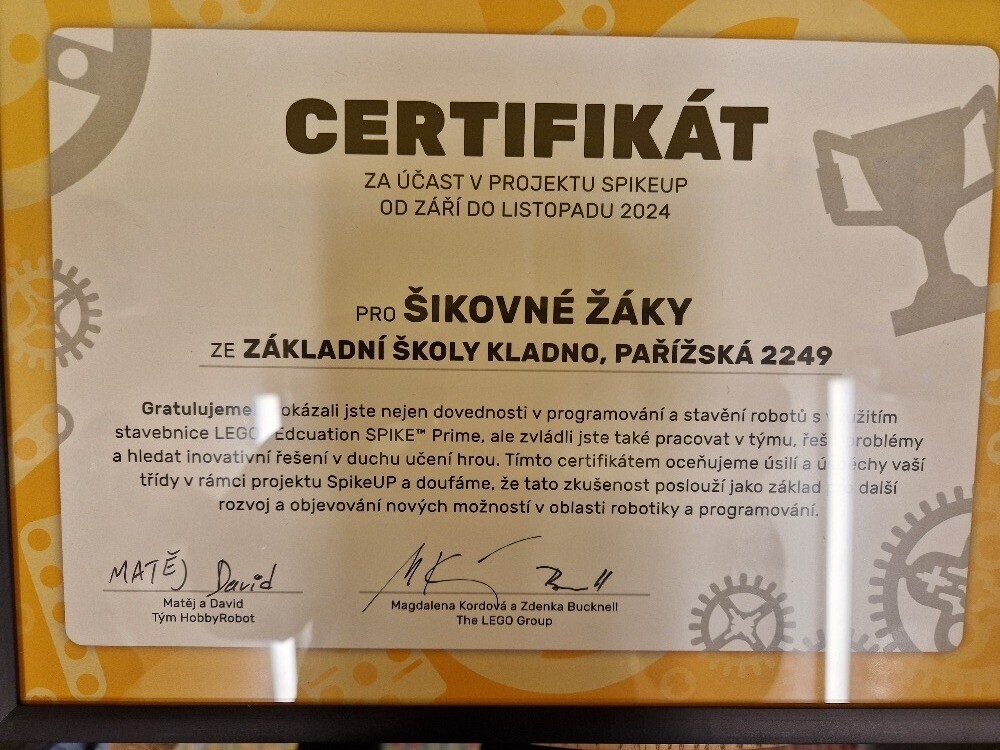 CERTIFIKÁT
ZA ÚČAST V PROJEKTU SPIKEUP
OD ZÁŘÍ DO LISTOPADU 2024
PRO ŠIKOVNÉ ŽÁKY
ZE ZÁKLADNÍ ŠKOLY KLADNO, PAŘÍŽSKÁ 2249
Gratulujeme! okázali jste nejen dovednosti v programování a stavění robotů s užitím
stavebnice LEGO Edcuation SPIKE™ Prime, ale zvládli jste také pracovat v týmu, řeš problémy
a hledat inovativní řešení v duchu učení hrou. Tímto certifikátem oceňujeme úsilí a úspěchy vaší
třídy v rámci projektu SpikeUP a doufáme, že tato zkušenost poslouží jako základ pro další
rozvoj a objevování nových možností v oblasti robotiky a programování.
MATĚJ David
Matěj a David
Tým HobbyRobot
Magdalena Kordová a Zdenka Bucknell
The LEGO Group